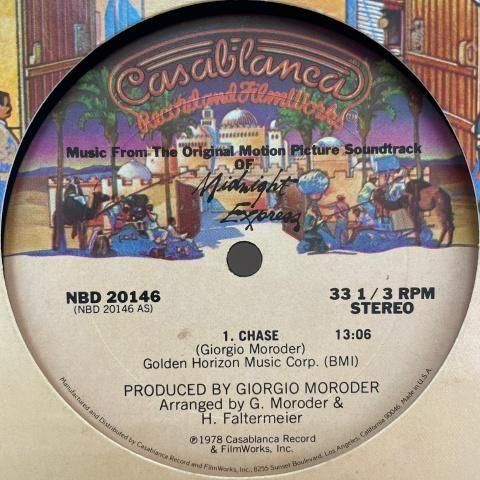 Casablanca
Record and FilmWorks
Music From The Original Motion Picture Soundtrack
OF
Midnight
Express
NBD 20146
(NBD 20146 AS)
33 1/3 RPM
STEREO
1. CHASE 13:06
(Giorgio Moroder)
Golden Horizon Music Corp. (BMI)
PRODUCED BY GIORGIO MORODER
Arranged by G. Moroder &
H. Faltermeier
℗1978 Casablanca Record
& FilmWorks, Inc.
Manufactured and Distributed by Casablanca Record and FilmWorks, Inc., 8255 Sunset Boulevard, Los Angeles, California 90046. Made in U.S.A.